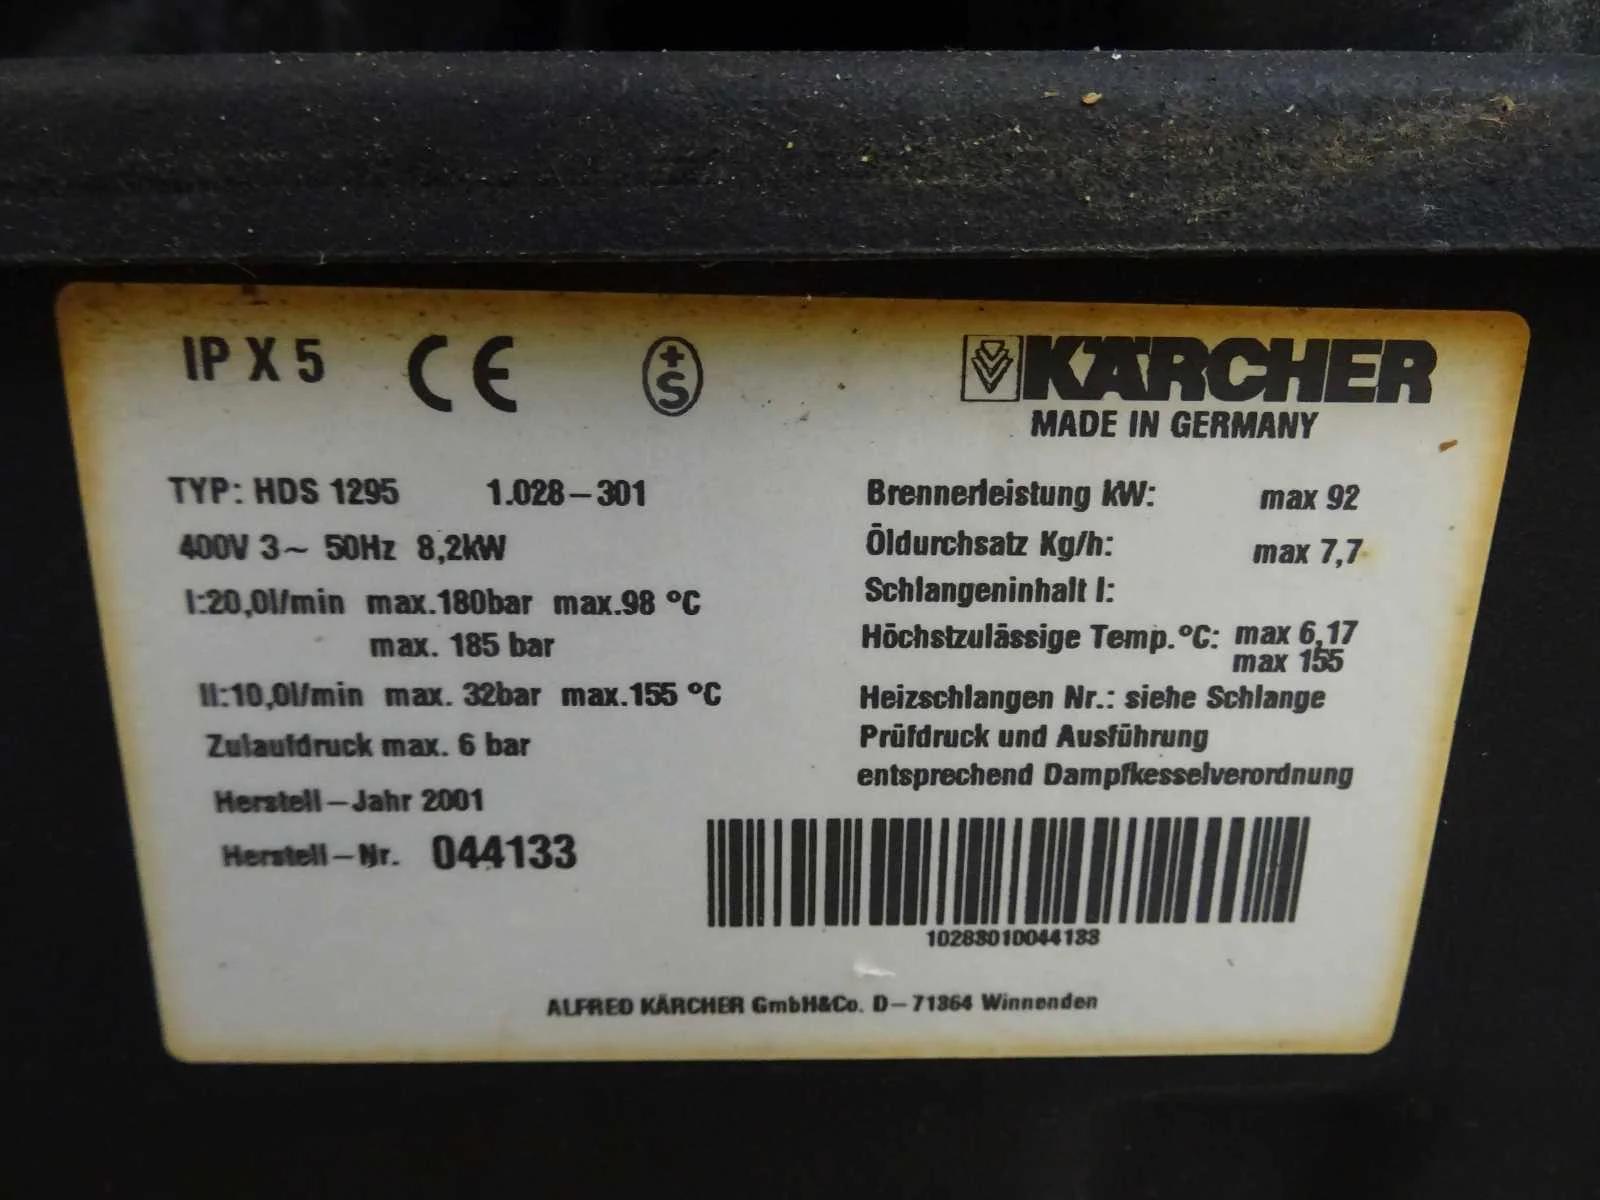 IP X 5 CE +S KÄRCHER
MADE IN GERMANY
TYP: HDS 1295 1.028-301
400V 3~ 50Hz 8,2kW
I:20,0l/min max.180bar max.98 °C
max. 185 bar
II:10,0l/min max. 32bar max.155 °C
Zulaufdruck max. 6 bar
Herstell-Jahr 2001
Herstell-Nr. 044133
Brennerleistung kW: max 92
Öldurchsatz Kg/h: max 7,7
Schlangeninhalt l:
Höchstzulässige Temp.°C: max 6,17
max 155
Heizschlangen Nr.: siehe Schlange
Prüfdruck und Ausführung
entsprechend Dampfkesselverordnung
10283010044133
ALFRED KÄRCHER GmbH&Co. D-71364 Winnenden